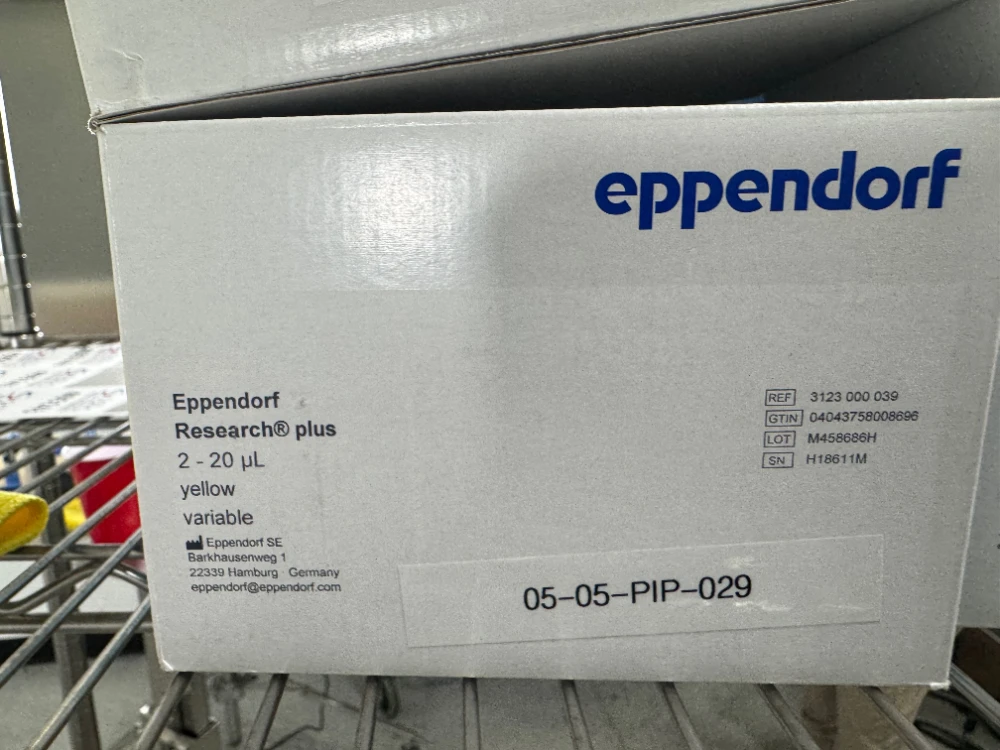 eppendorf
Eppendorf
Research® plus
2 - 20 µL
yellow
variable
Eppendorf SE
Barkhausenweg 1
22339 Hamburg Germany
eppendorf@eppendorf.com
REF 3123 000 039
GTIN 04043758008696
LOT M458686H
SN H18611M
05-05-PIP-029